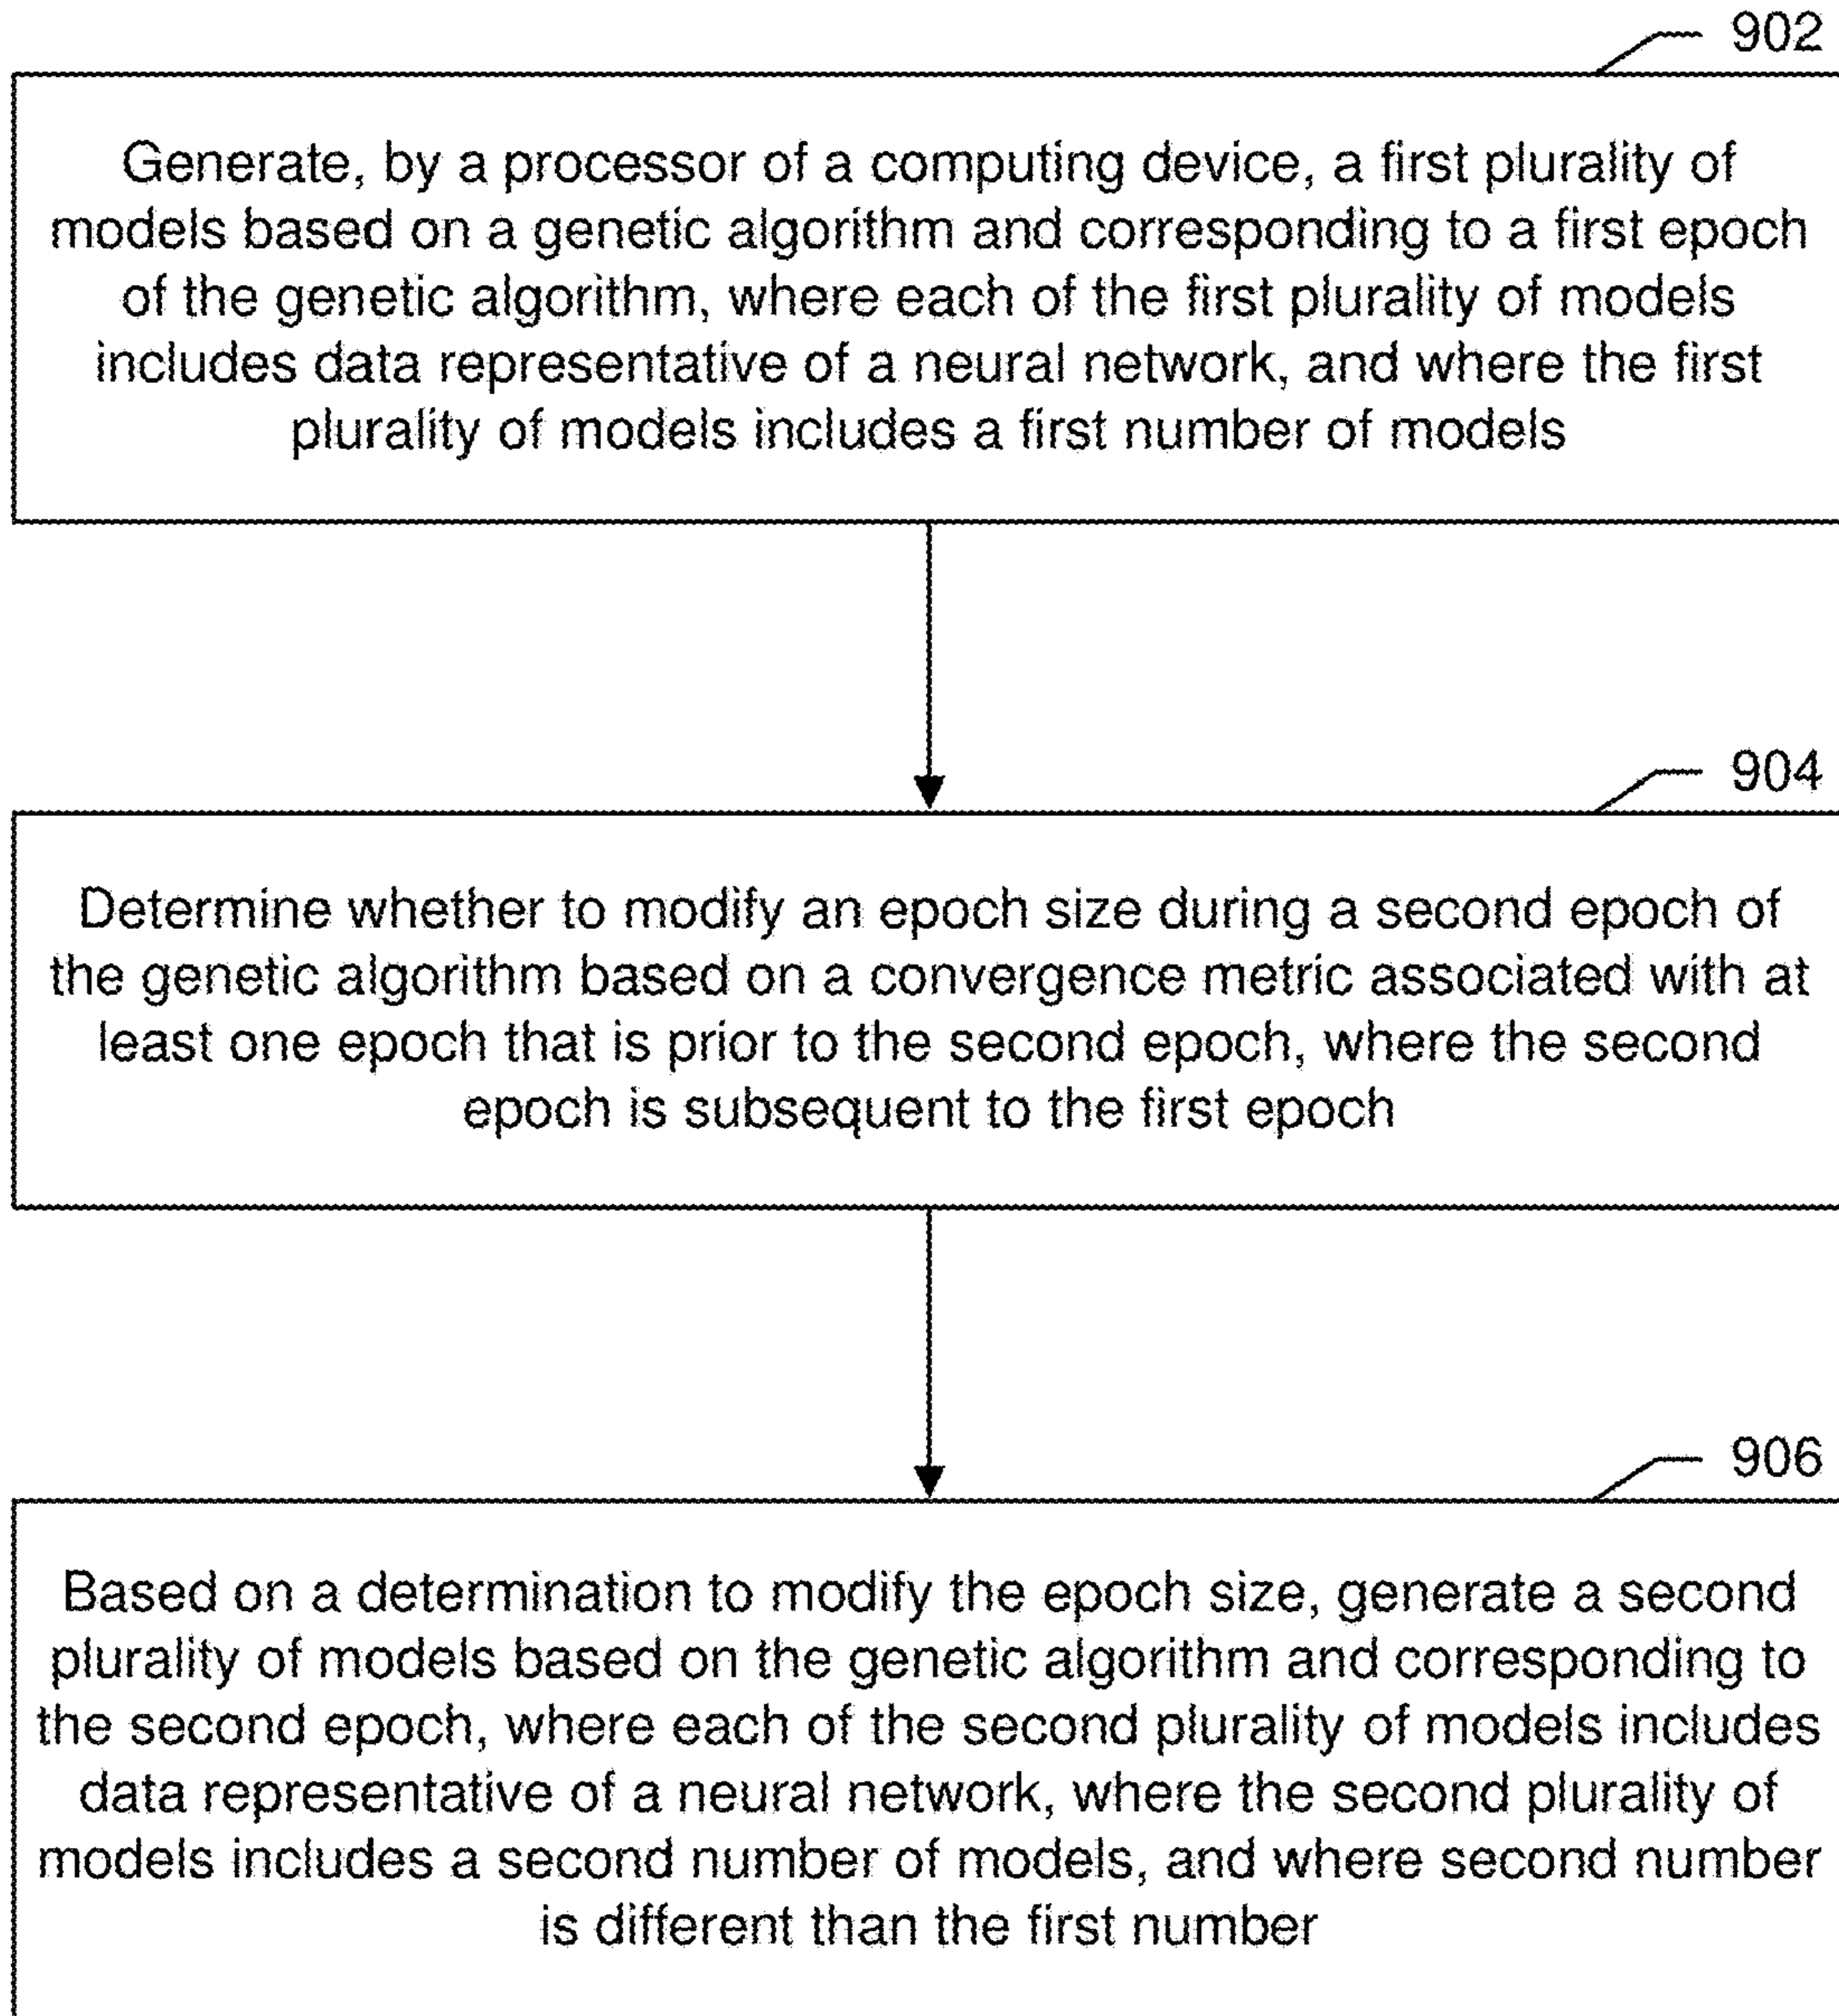 902
Generate, by a processor of a computing device, a first plurality of
models based on a genetic algorithm and corresponding to a first epoch
of the genetic algorithm, where each of the first plurality of models
includes data representative of a neural network, and where the first
plurality of models includes a first number of models
904
Determine whether to modify an epoch size during a second epoch of
the genetic algorithm based on a convergence metric associated with at
least one epoch that is prior to the second epoch, where the second
epoch is subsequent to the first epoch
906
Based on a determination to modify the epoch size, generate a second
plurality of models based on the genetic algorithm and corresponding to
the second epoch, where each of the second plurality of models includes
data representative of a neural network, where the second plurality of
models includes a second number of models, and where second number
is different than the first number